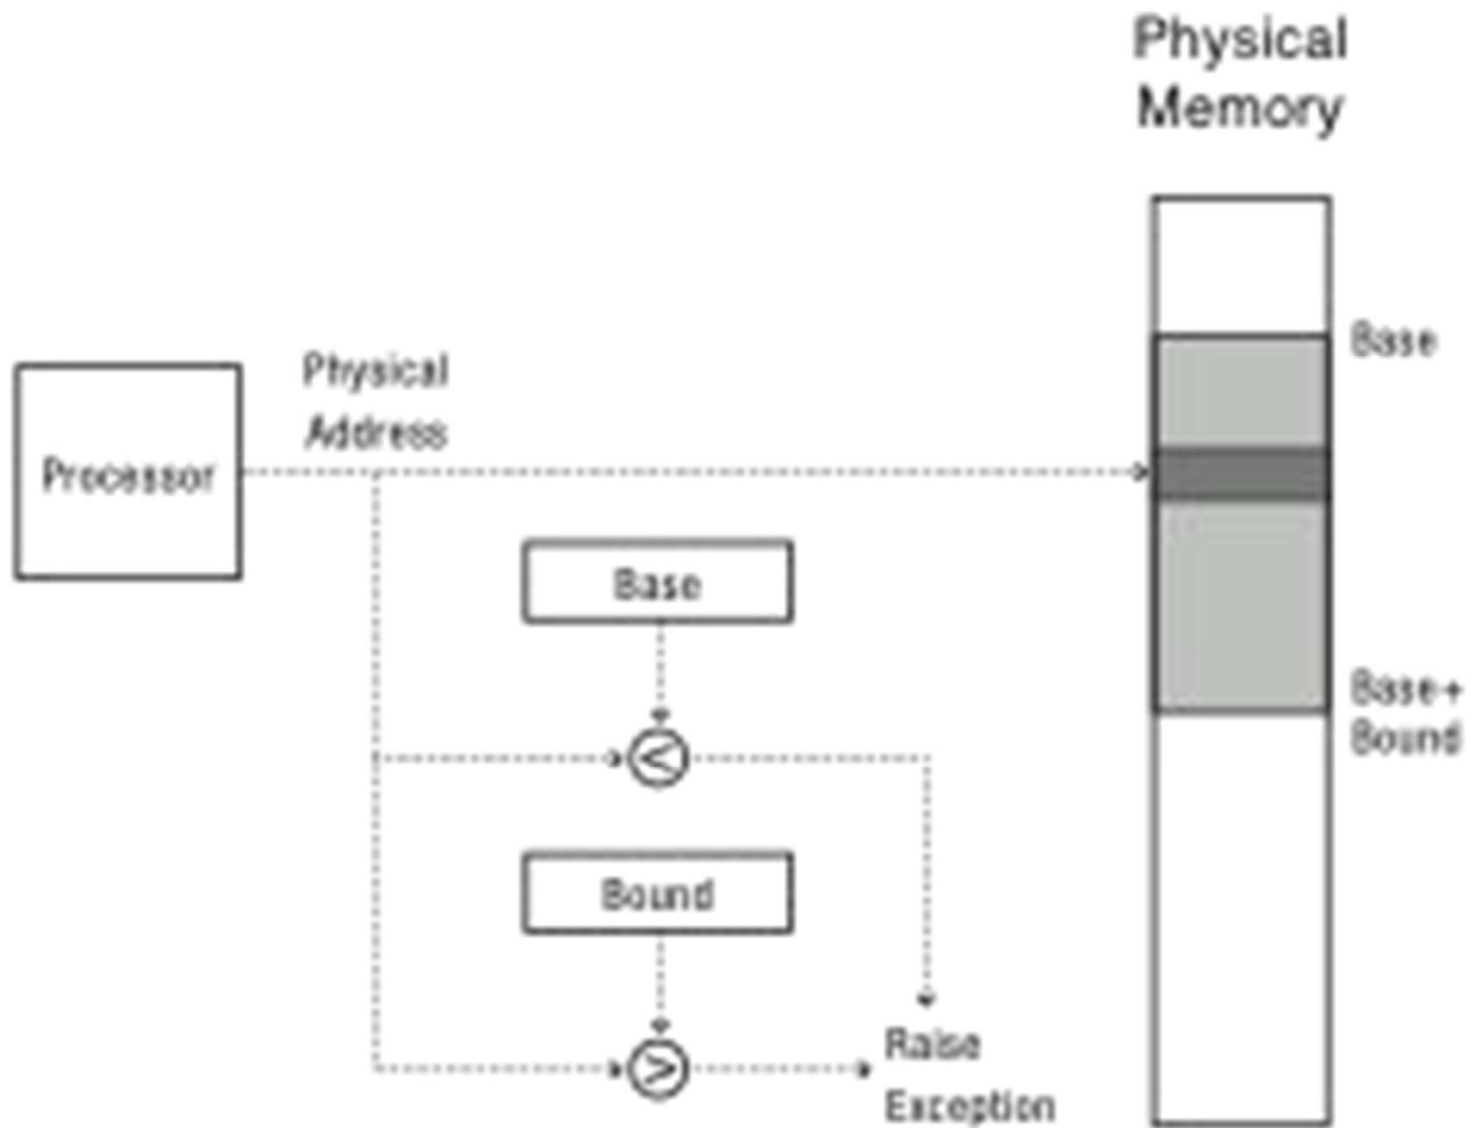 Physical
Memory
Base
Physical
Address
Processor
Base
Base+
Bound
<
Bound
Raise
>
Exception